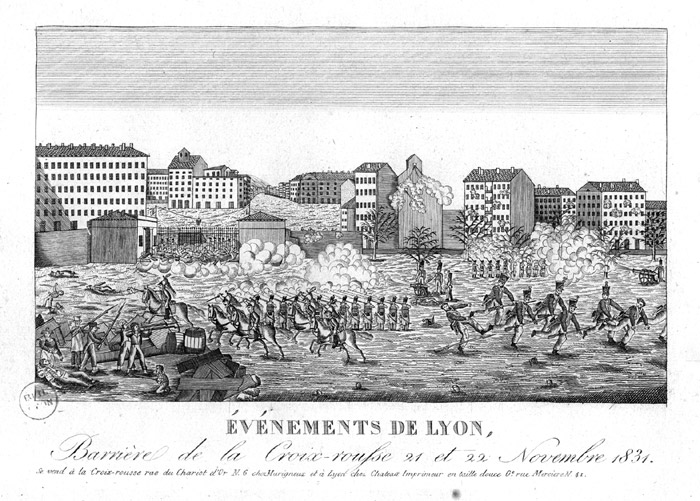 ÉVÉNEMENTS DE LYON,
Barrière de la Croix-rousse 21 et 22 Novembre 1831.
Se vend à la Croix-rousse rue du Chariot d'Or N. 6 chez Marigneux et à Lyon chez Chateau Imprimeur en taille douce Gde rue Mercière N. 42.